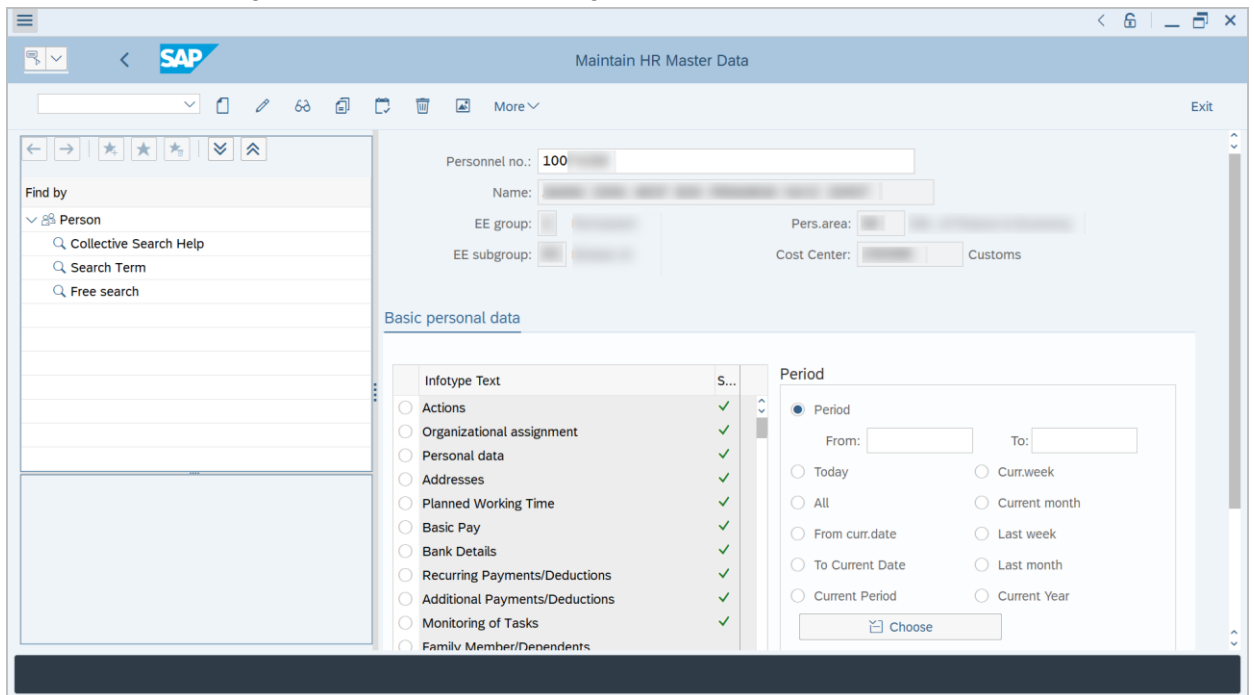 SAP
Maintain HR Master Data
More
Exit
Find by
Person
Collective Search Help
Search Term
Free search
Personnel no.: 100
Name:
EE group:
Pers.area:
EE subgroup:
Cost Center:
Customs
Basic personal data
Infotype Text
S...
Actions
Organizational assignment
Personal data
Addresses
Planned Working Time
Basic Pay
Bank Details
Recurring Payments/Deductions
Additional Payments/Deductions
Monitoring of Tasks
Family Member/Dependents
Period
Period
From: To:
Today Curr.week
All Current month
From curr.date Last week
To Current Date Last month
Current Period Current Year
Choose